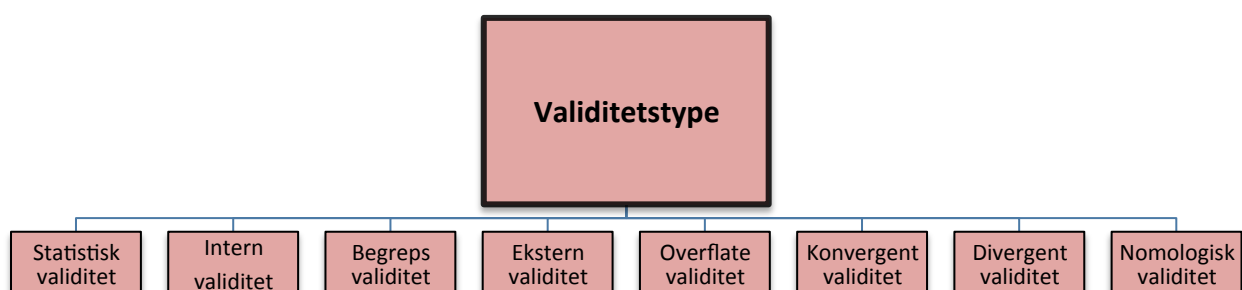 Validitetstype
Statistisk
validitet
Intern
validitet
Begreps
validitet
Ekstern
validitet
Overflate
validitet
Konvergent
validitet
Divergent
validitet
Nomologisk
validitet